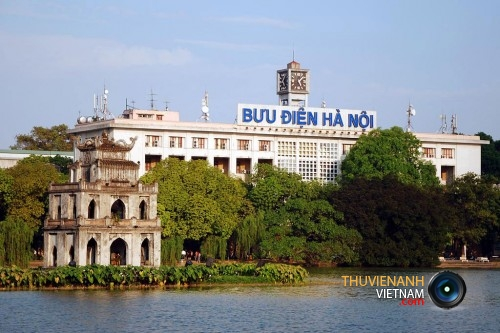 BƯU ĐIỆN HÀ NỘI
THUVIENANH
VIETNAM.com